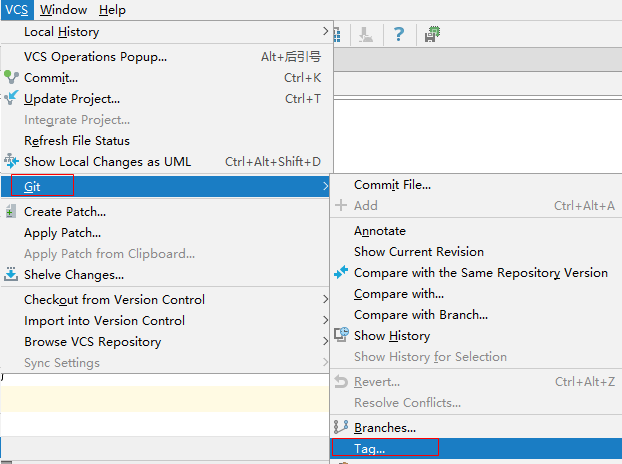 VCS Window Help
Local History
VCS Operations Popup... Alt+后引号
Commit... Ctrl+K
Update Project... Ctrl+T
Integrate Project...
Refresh File Status
Show Local Changes as UML Ctrl+Alt+Shift+D
Git
Create Patch...
Apply Patch...
Apply Patch from Clipboard...
Shelve Changes...
Checkout from Version Control
Import into Version Control
Browse VCS Repository
Sync Settings
Commit File...
Add Ctrl+Alt+A
Annotate
Show Current Revision
Compare with the Same Repository Version
Compare with...
Compare with Branch...
Show History
Show History for Selection
Revert... Ctrl+Alt+Z
Resolve Conflicts...
Branches...
Tag...